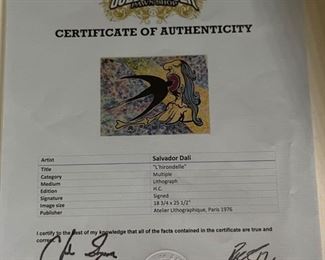 PAWN SHOP
CERTIFICATE OF AUTHENTICITY
Artist Salvador Dali
Title "L'hirondelle"
Category Multiple
Medium Lithograph
Edition H.C.
Signature Signed
Size 18 3/4 x 25 1/2"
Publisher Atelier Lithographique, Paris 1976
I certify to the best of my knowledge that all of the facts contained in the certificate are true and
correct.